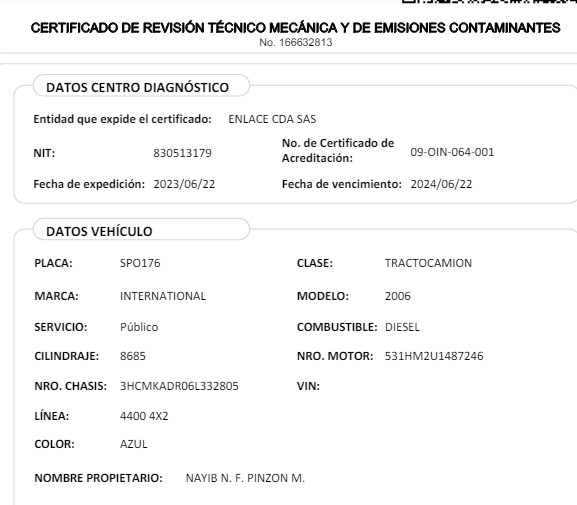 CERTIFICADO DE REVISIÓN TÉCNICO MECÁNICA Y DE EMISIONES CONTAMINANTES
No. 166632813
DATOS CENTRO DIAGNÓSTICO
Entidad que expide el certificado: ENLACE CDA SAS
NIT: 830513179 No. de Certificado de Acreditación: 09-OIN-064-001
Fecha de expedición: 2023/06/22 Fecha de vencimiento: 2024/06/22
DATOS VEHÍCULO
PLACA: SPO176 CLASE: TRACTOCAMION
MARCA: INTERNATIONAL MODELO: 2006
SERVICIO: Público COMBUSTIBLE: DIESEL
CILINDRAJE: 8685 NRO. MOTOR: 531HM2U1487246
NRO. CHASIS: 3HCMKADR06L332805 VIN:
LÍNEA: 4400 4X2
COLOR: AZUL
NOMBRE PROPIETARIO: NAYIB N. F. PINZON M.